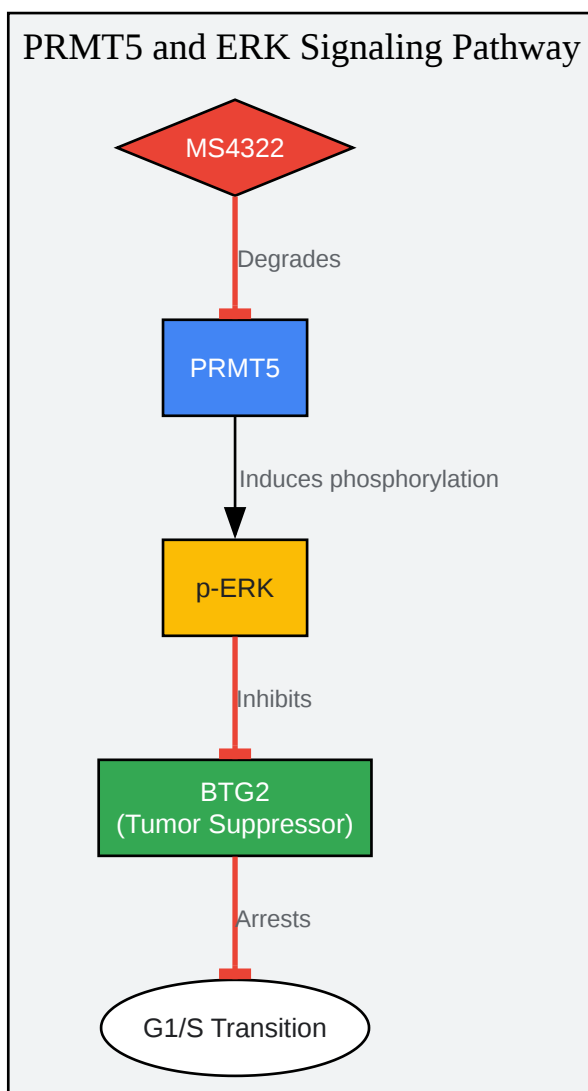 PRMT5 and ERK Signaling Pathway
MS4322
Degrades
PRMT5
Induces phosphorylation
p-ERK
Inhibits
BTG2
(Tumor Suppressor)
Arrests
G1/S Transition